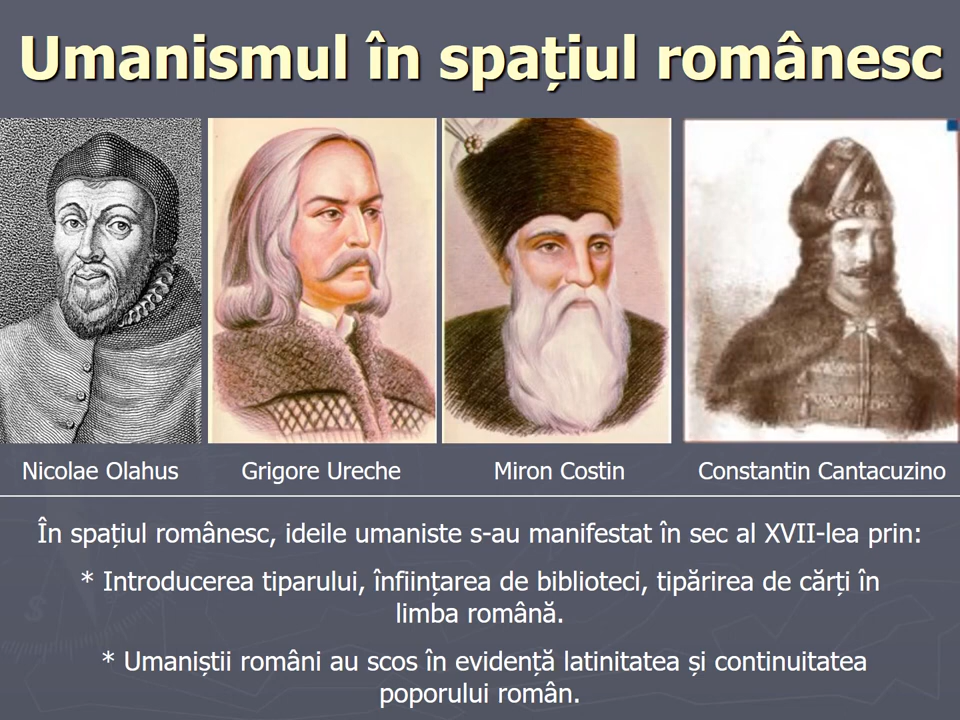 Umanismul în spațiul românesc
Nicolae Olahus
Grigore Ureche
Miron Costin
Constantin Cantacuzino
În spațiul românesc, ideile umaniste s-au manifestat în sec al XVII-lea prin:
* Introducerea tiparului, înființarea de biblioteci, tipărirea de cărți în
limba română.
* Umaniștii români au scos în evidență latinitatea și continuitatea
poporului român.